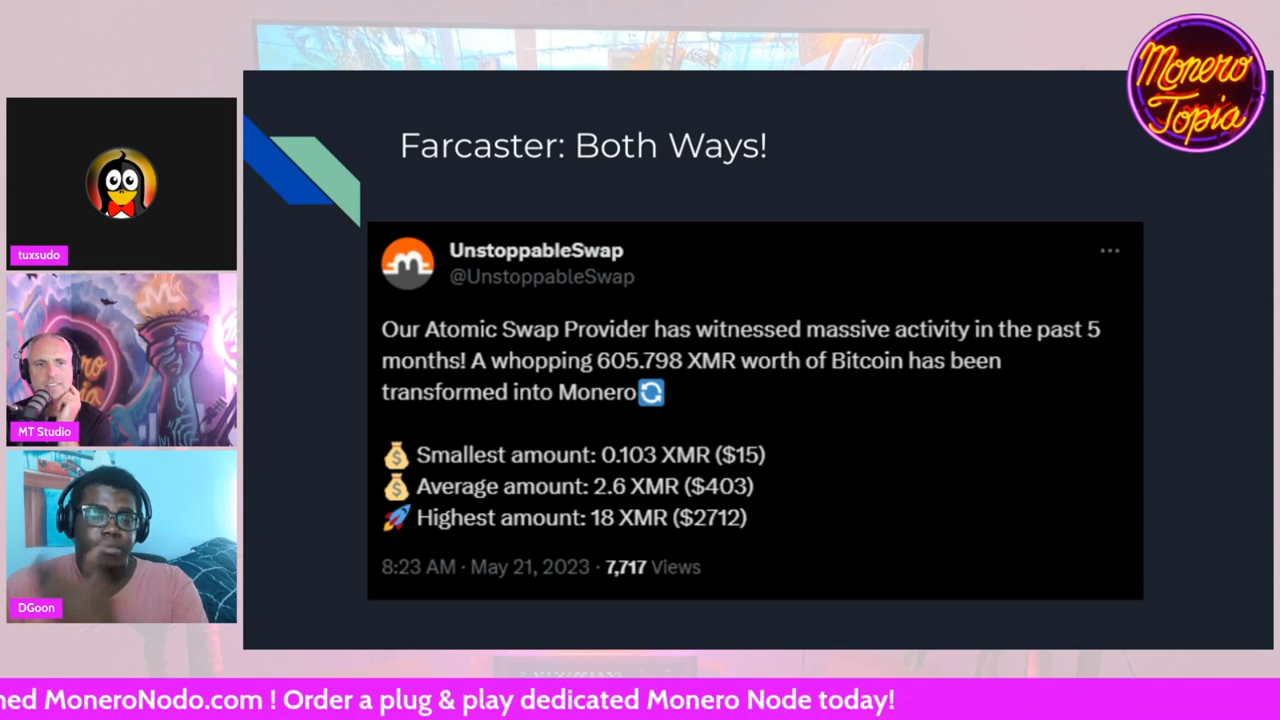 Monero
Topia
Farcaster: Both Ways!
UnstoppableSwap
@UnstoppableSwap
Our Atomic Swap Provider has witnessed massive activity in the past 5
months! A whopping 605.798 XMR worth of Bitcoin has been
transformed into Monero
Smallest amount: 0.103 XMR ($15)
Average amount: 2.6 XMR ($403)
Highest amount: 18 XMR ($2712)
8:23 AM · May 21, 2023 · 7,717 Views
tuxsudo
MT Studio
DGoon
MoneroNodo.com ! Order a plug & play dedicated Monero Node today!